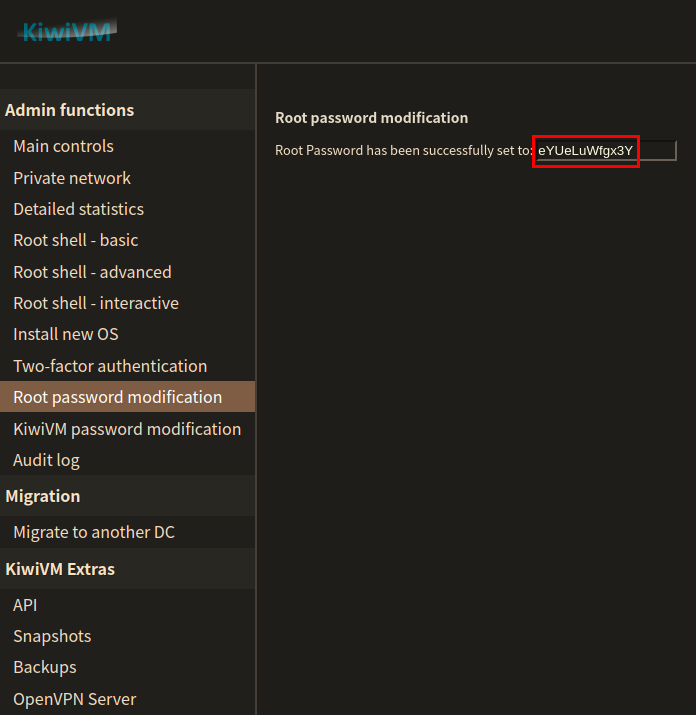 KiwiVM
Admin functions
Main controls
Private network
Detailed statistics
Root shell - basic
Root shell - advanced
Root shell - interactive
Install new OS
Two-factor authentication
Root password modification
KiwiVM password modification
Audit log
Migration
Migrate to another DC
KiwiVM Extras
API
Snapshots
Backups
OpenVPN Server
Root password modification
Root Password has been successfully set to: eYUeLuWfgx3Y